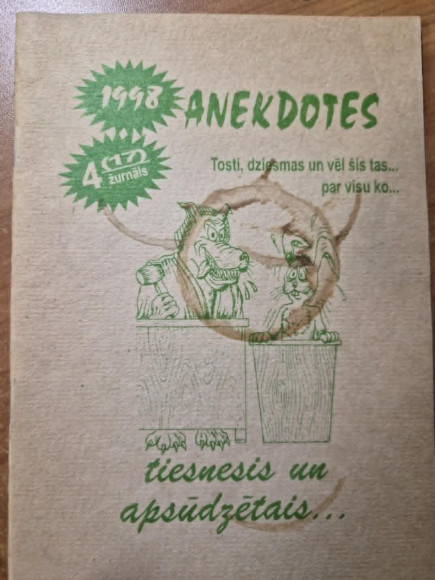 1998
ANEKDOTES
4 (17)
žurnāls
Tosti, dziesmas un vēl šis tas...
par visu ko...
tiesnesis un
apsūdzētais...